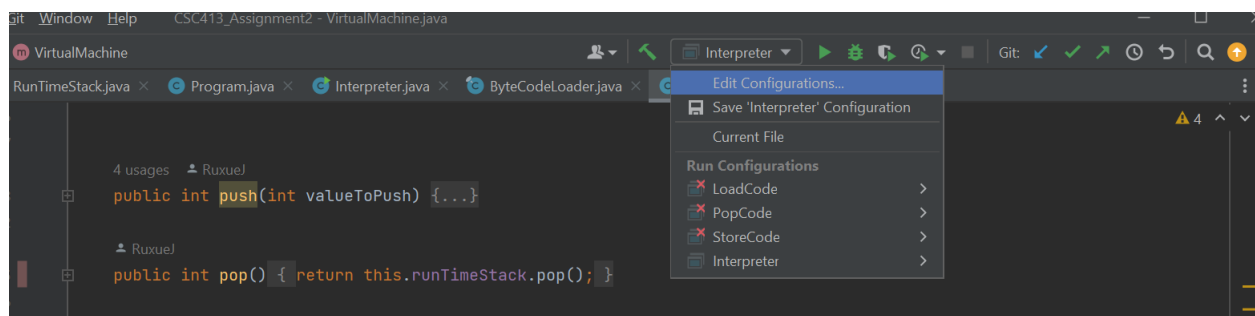 Git Window Help CSC413_Assignment2 - VirtualMachine.java
m VirtualMachine Interpreter Git:
RunTimeStack.java C Program.java C Interpreter.java C ByteCodeLoader.java C
Edit Configurations...
Save 'Interpreter' Configuration
4
Current File
4 usages RuxueJ
Run Configurations
public int push(int valueToPush) {...}
LoadCode
PopCode
RuxueJ
StoreCode
public int pop() { return this.runTimeStack.pop(); }
Interpreter